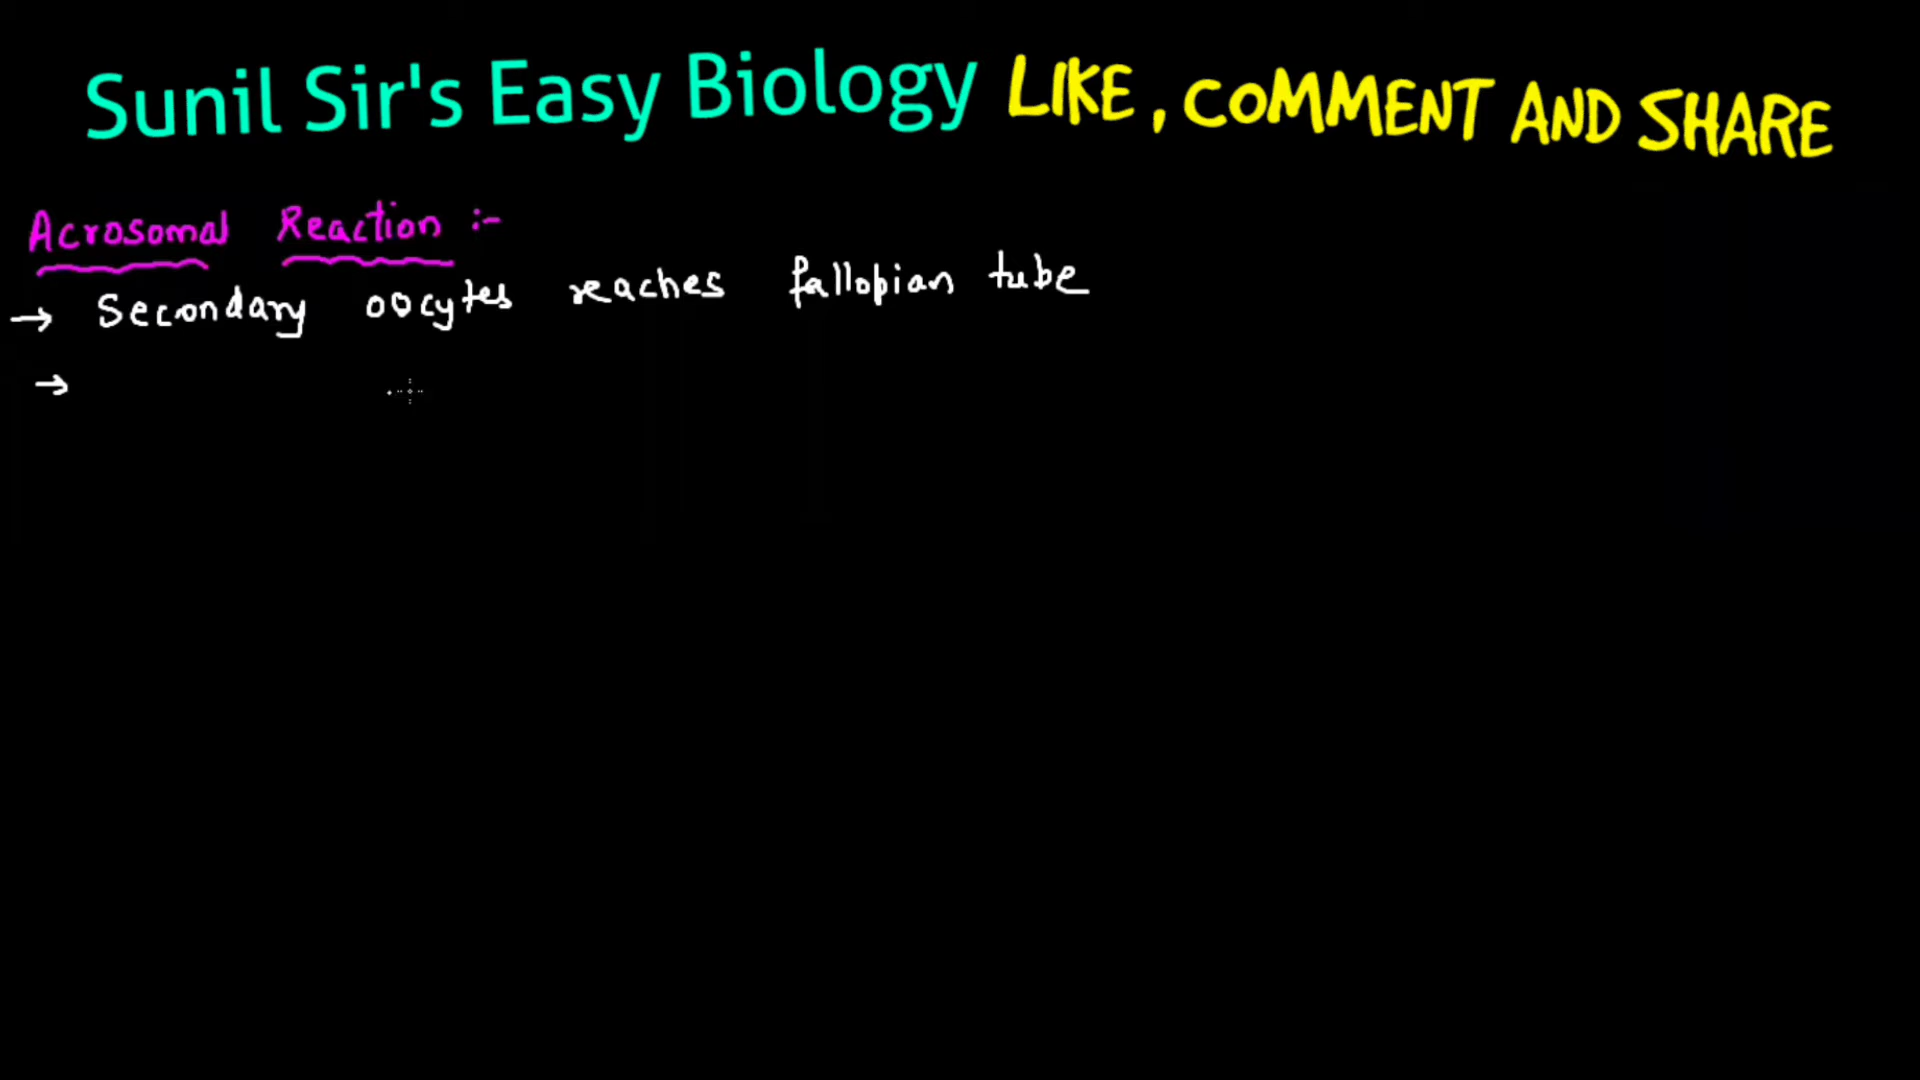 Sunil Sir's Easy Biology LIKE, COMMENT AND SHARE
Acrosomal Reaction :-
→ Secondary oocytes reaches fallopian tube
→